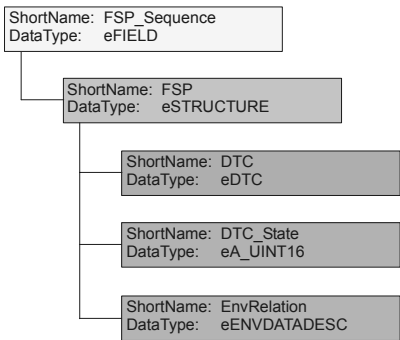 ShortName: FSP_Sequence
DataType: eFIELD
ShortName: FSP
DataType: eSTRUCTURE
ShortName: DTC
DataType: eDTC
ShortName: DTC_State
DataType: eA_UINT16
ShortName: EnvRelation
DataType: eENVDATADESC